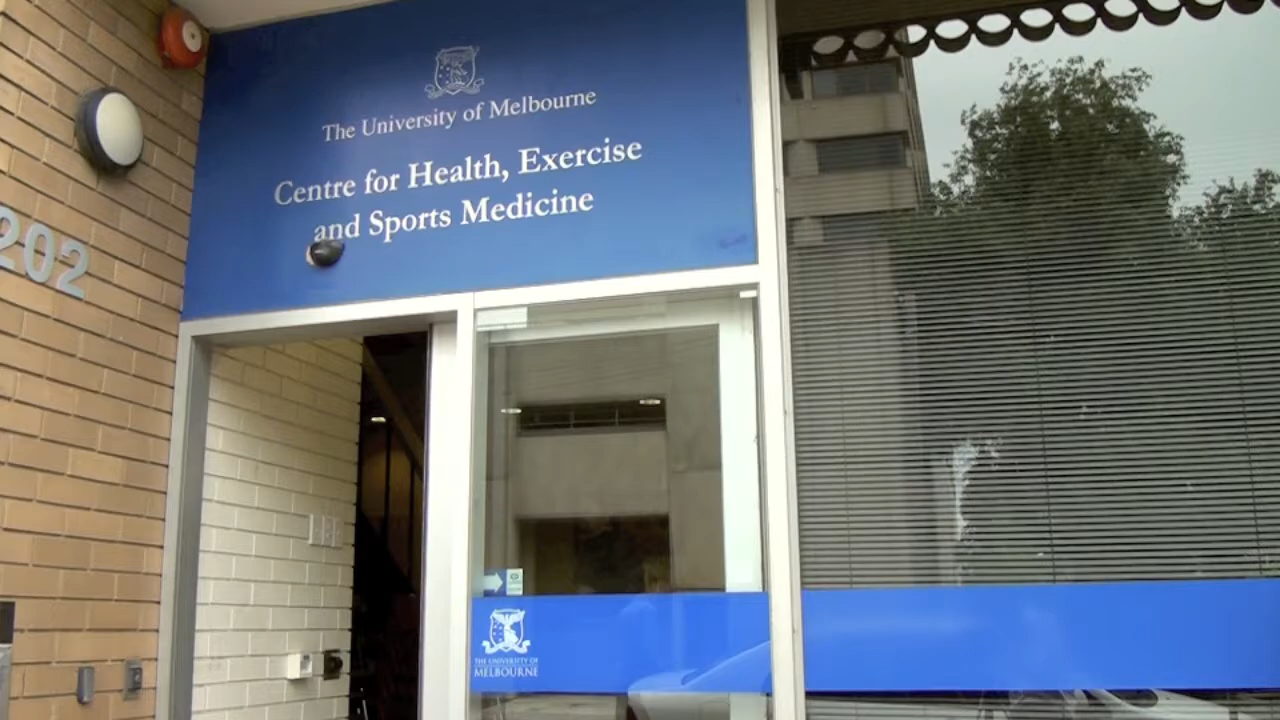 The University of Melbourne
Centre for Health, Exercise
and Sports Medicine
202
THE UNIVERSITY OF
MELBOURNE